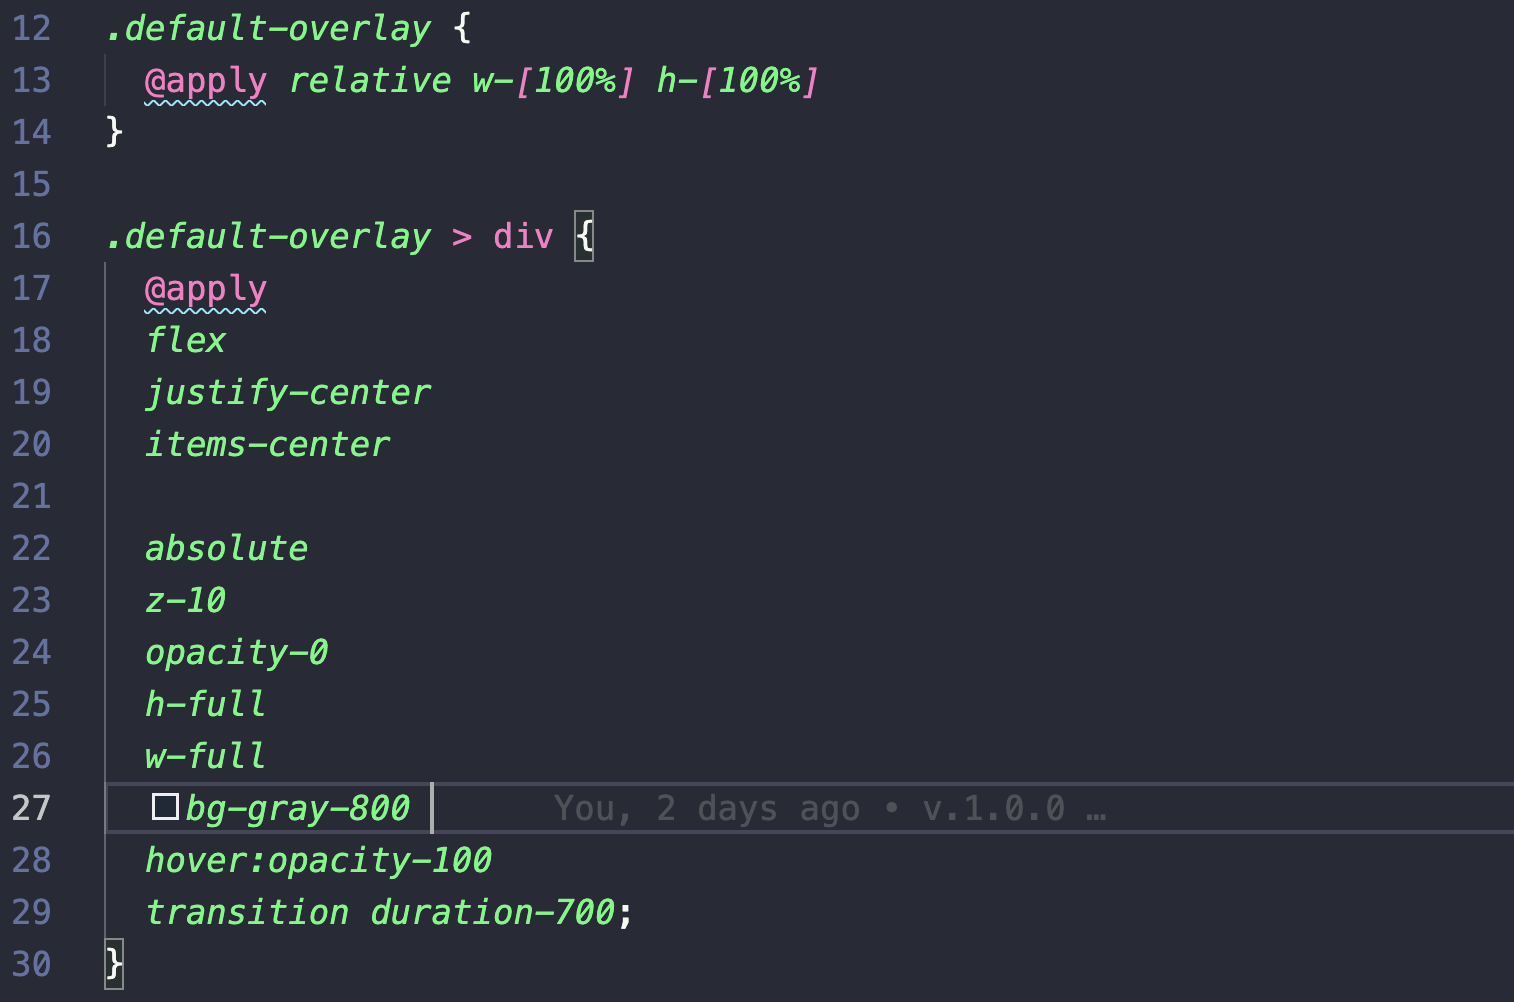 12 .default-overlay {
13 @apply relative w-[100%] h-[100%]
14 }
15
16 .default-overlay > div {
17 @apply
18 flex
19 justify-center
20 items-center
21
22 absolute
23 z-10
24 opacity-0
25 h-full
26 w-full
27 bg-gray-800 You, 2 days ago • v.1.0.0 …
28 hover:opacity-100
29 transition duration-700;
30 }